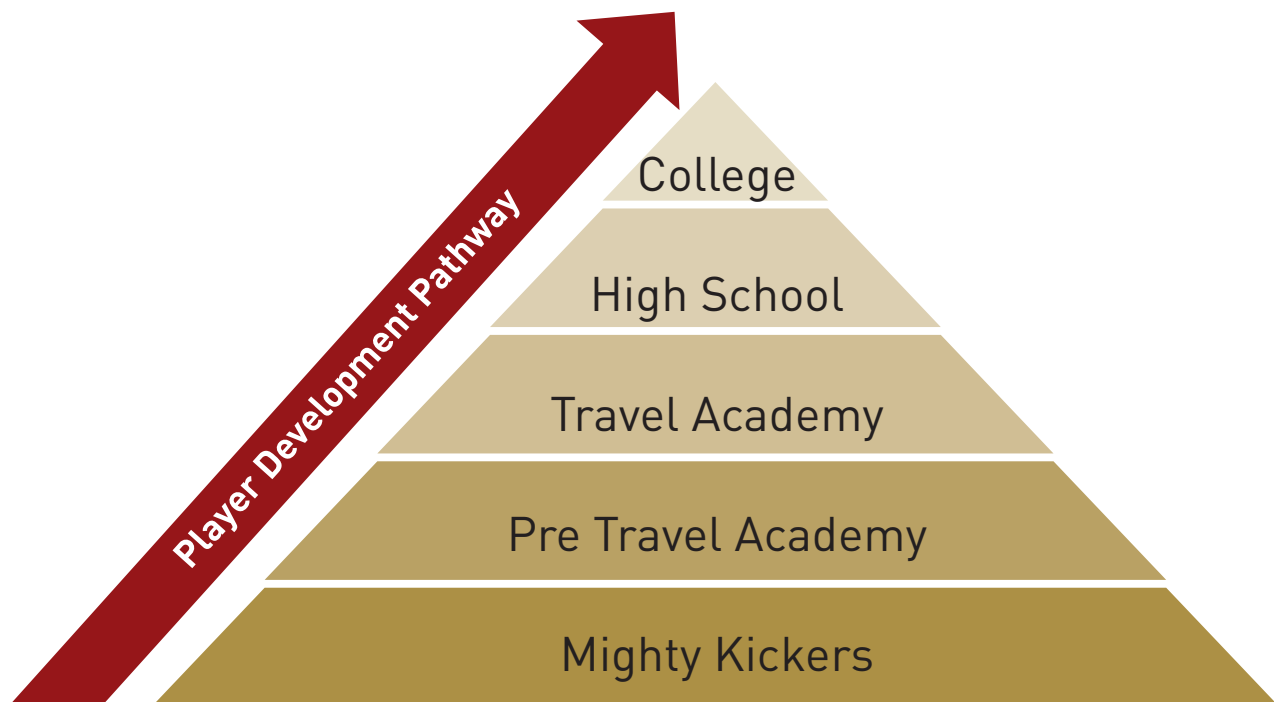 Player Development Pathway
College
High School
Travel Academy
Pre Travel Academy
Mighty Kickers